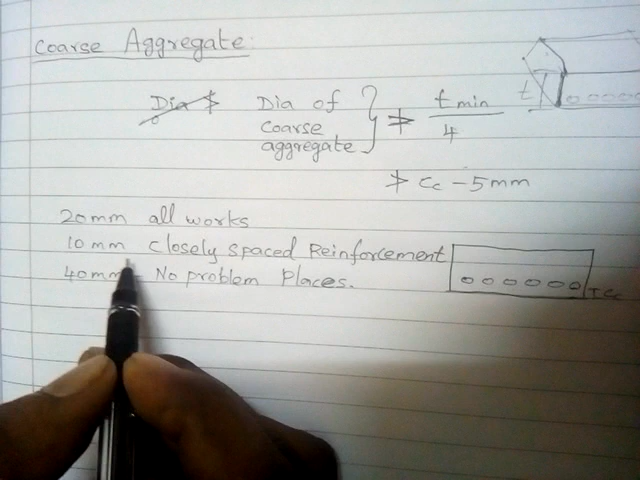 Coarse Aggregate:
Dia ≯ Dia of coarse aggregate } ≯ t min / 4
≯ Cc - 5mm
20mm all works
10mm Closely Spaced Reinforcement
40mm - No problem Places.
t
Cc